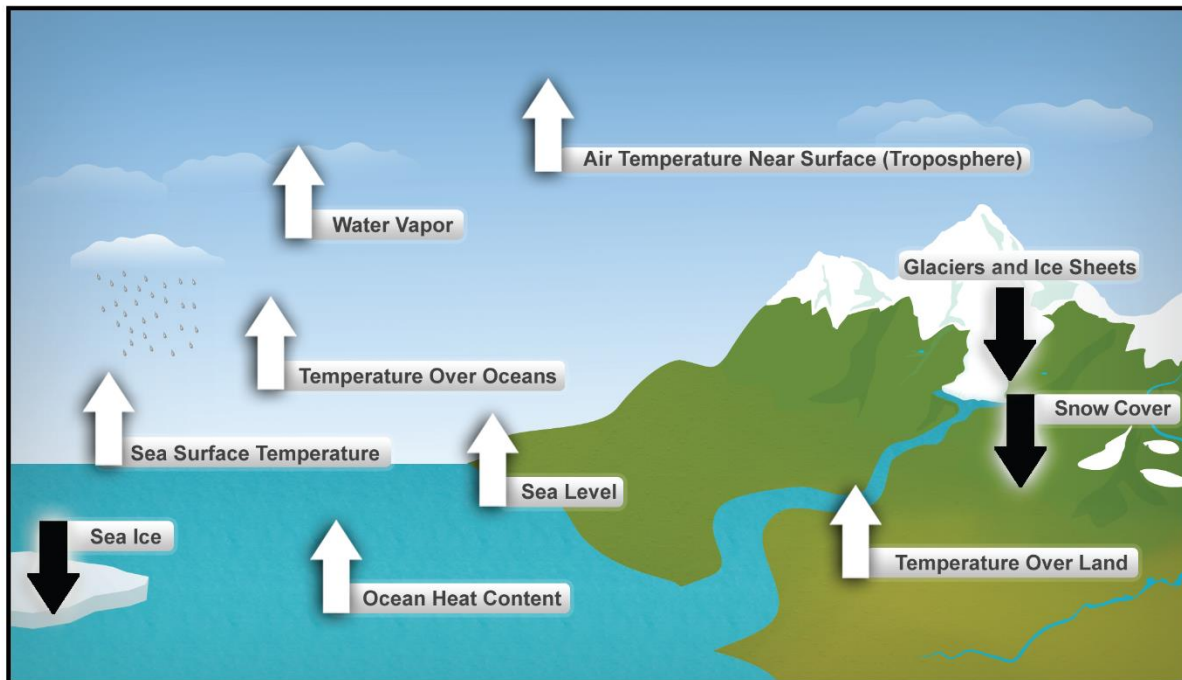 Air Temperature Near Surface (Troposphere)
Water Vapor
Glaciers and Ice Sheets
Temperature Over Oceans
Snow Cover
Sea Surface Temperature
Sea Level
Sea Ice
Temperature Over Land
Ocean Heat Content